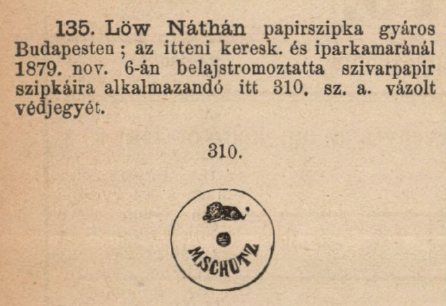 135. Löw Náthán papirszipka gyáros
Budapesten ; az itteni keresk. és iparkamaránál
1879. nov. 6-án belajstromoztatta szivarpapir
szipkáira alkalmazandó itt 310. sz. a. vázolt
védjegyét.
310.
MSCHUTZ